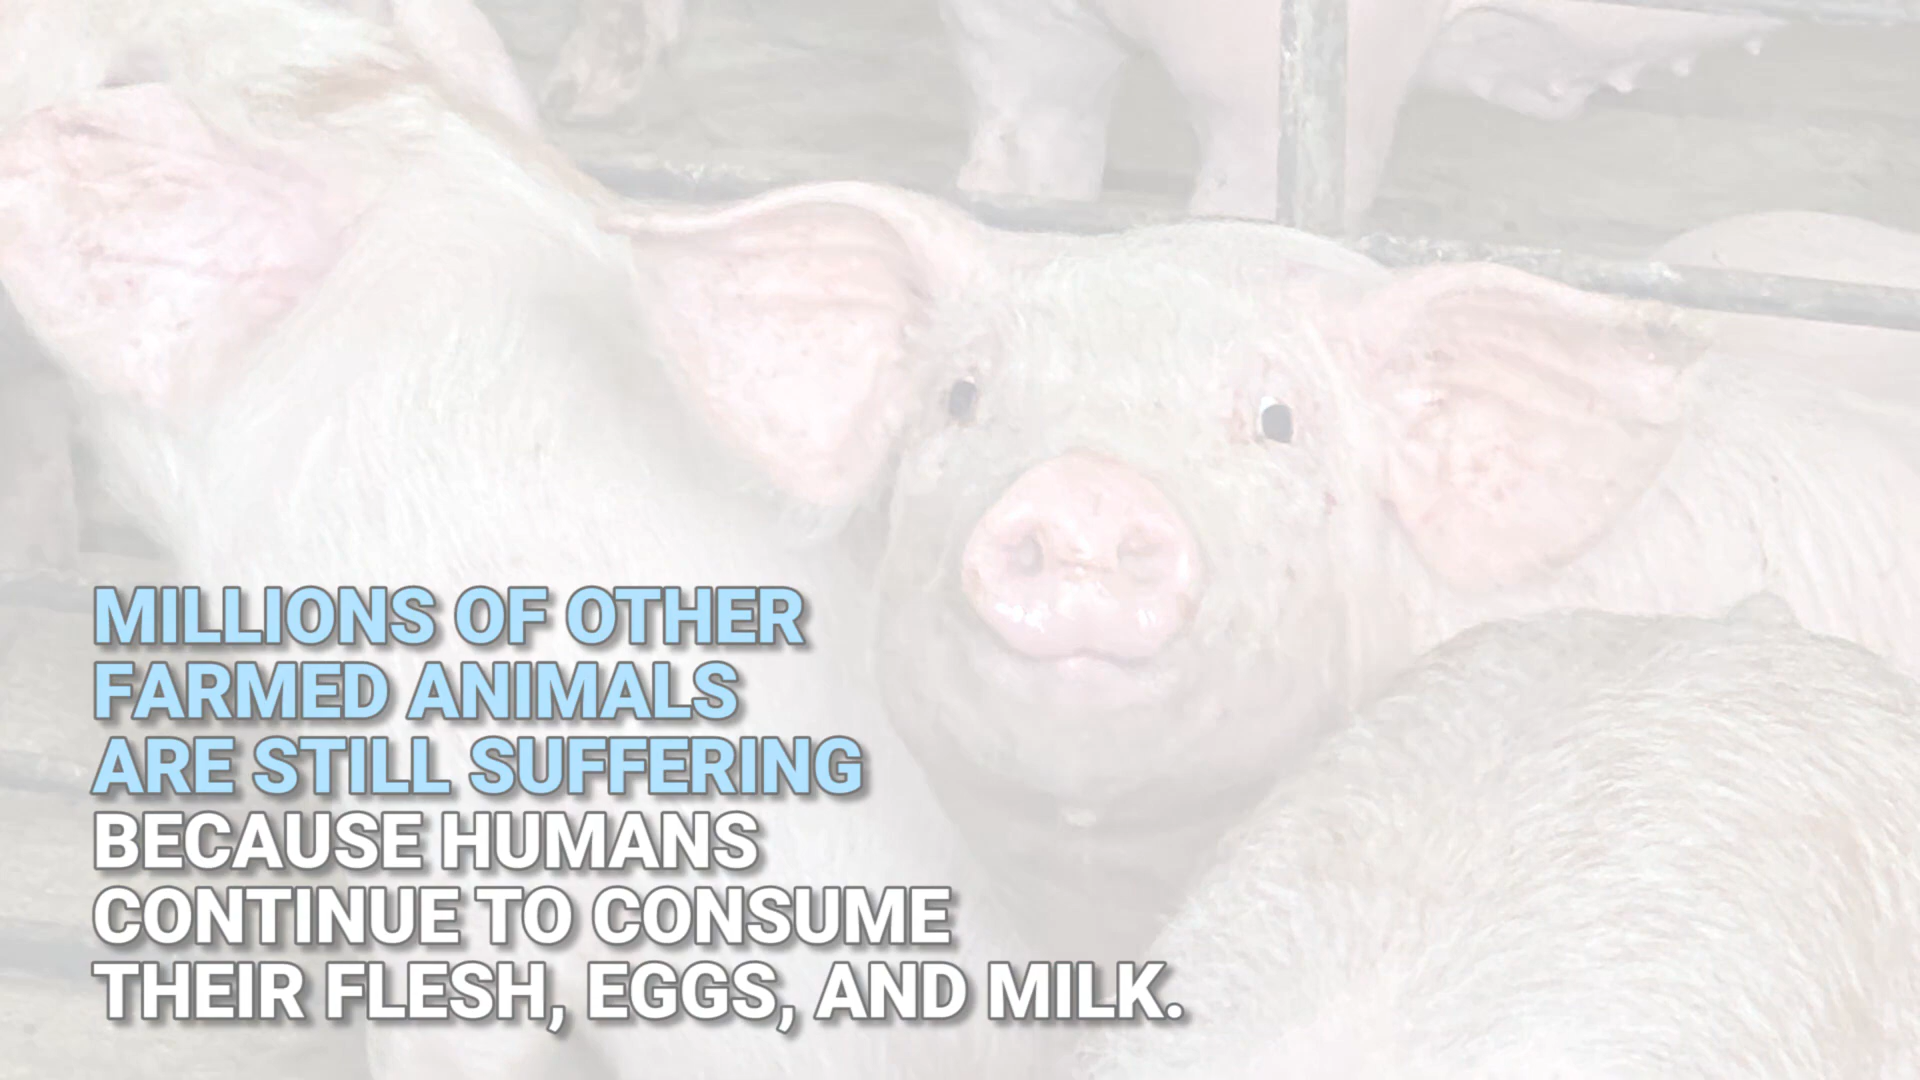 MILLIONS OF OTHER
FARMED ANIMALS
ARE STILL SUFFERING
BECAUSE HUMANS
CONTINUE TO CONSUME
THEIR FLESH, EGGS, AND MILK.